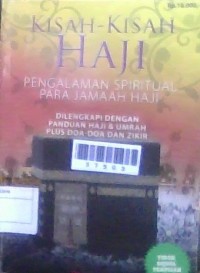 KISAH-KISAH
HAJI
PENGALAMAN SPIRITUAL
PARA JAMAAH HAJI
DILENGKAPI DENGAN
PANDUAN HAJI & UMRAH
PLUS DOA-DOA DAN ZIKIR